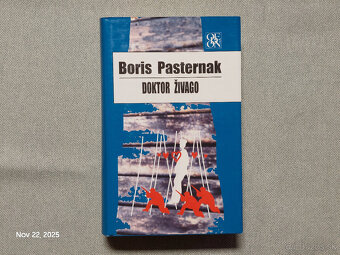 Boris Pasternak
DOKTOR ŽIVAGO
Nov 22, 2025